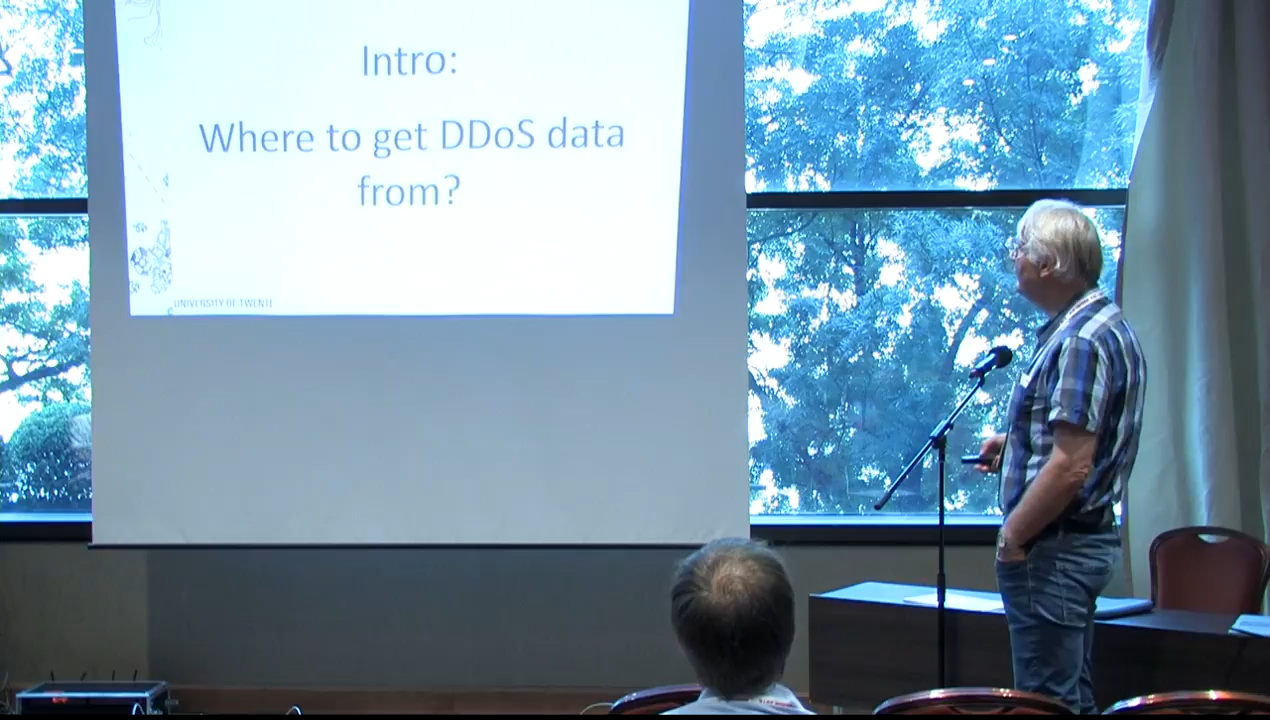 Intro:
Where to get DDoS data
from?
UNIVERSITY OF TWENTE